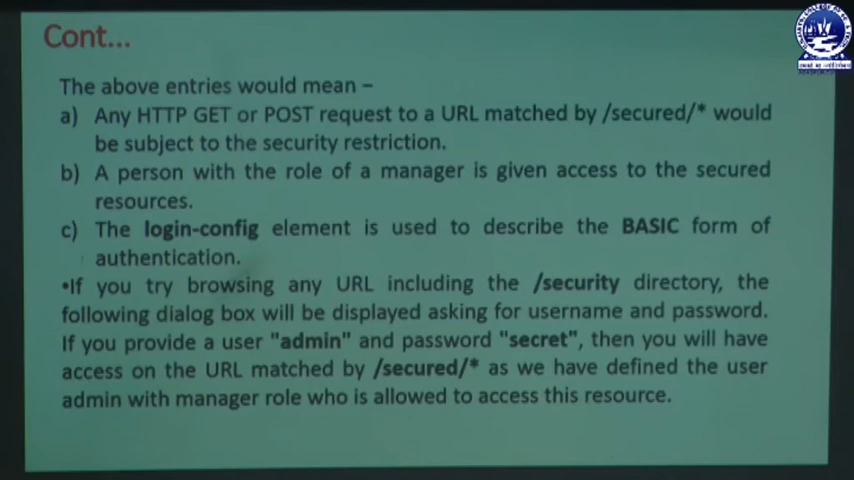 Cont...
The above entries would mean –
a) Any HTTP GET or POST request to a URL matched by /secured/* would
be subject to the security restriction.
b) A person with the role of a manager is given access to the secured
resources.
c) The login-config element is used to describe the BASIC form of
authentication.
•If you try browsing any URL including the /security directory, the
following dialog box will be displayed asking for username and password.
If you provide a user "admin" and password "secret", then you will have
access on the URL matched by /secured/* as we have defined the user
admin with manager role who is allowed to access this resource.